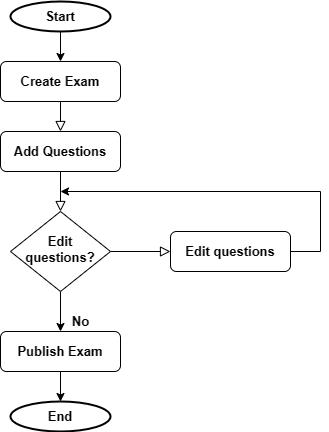 Start
Create Exam
Add Questions
Edit
questions?
Edit questions
No
Publish Exam
End